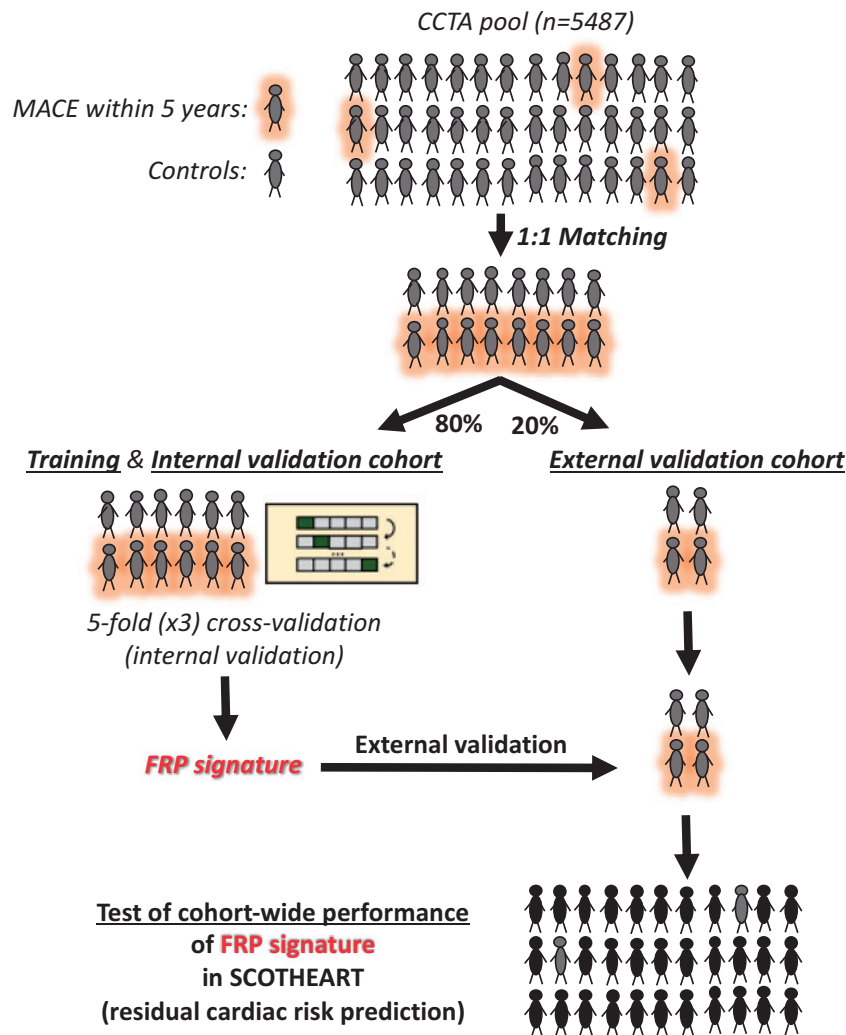 CCTA pool (n=5487)
MACE within 5 years:
Controls:
1:1 Matching
80% 20%
Training & Internal validation cohort
External validation cohort
5-fold (x3) cross-validation
(internal validation)
FRP signature
External validation
Test of cohort-wide performance
of FRP signature
in SCOTHEART
(residual cardiac risk prediction)